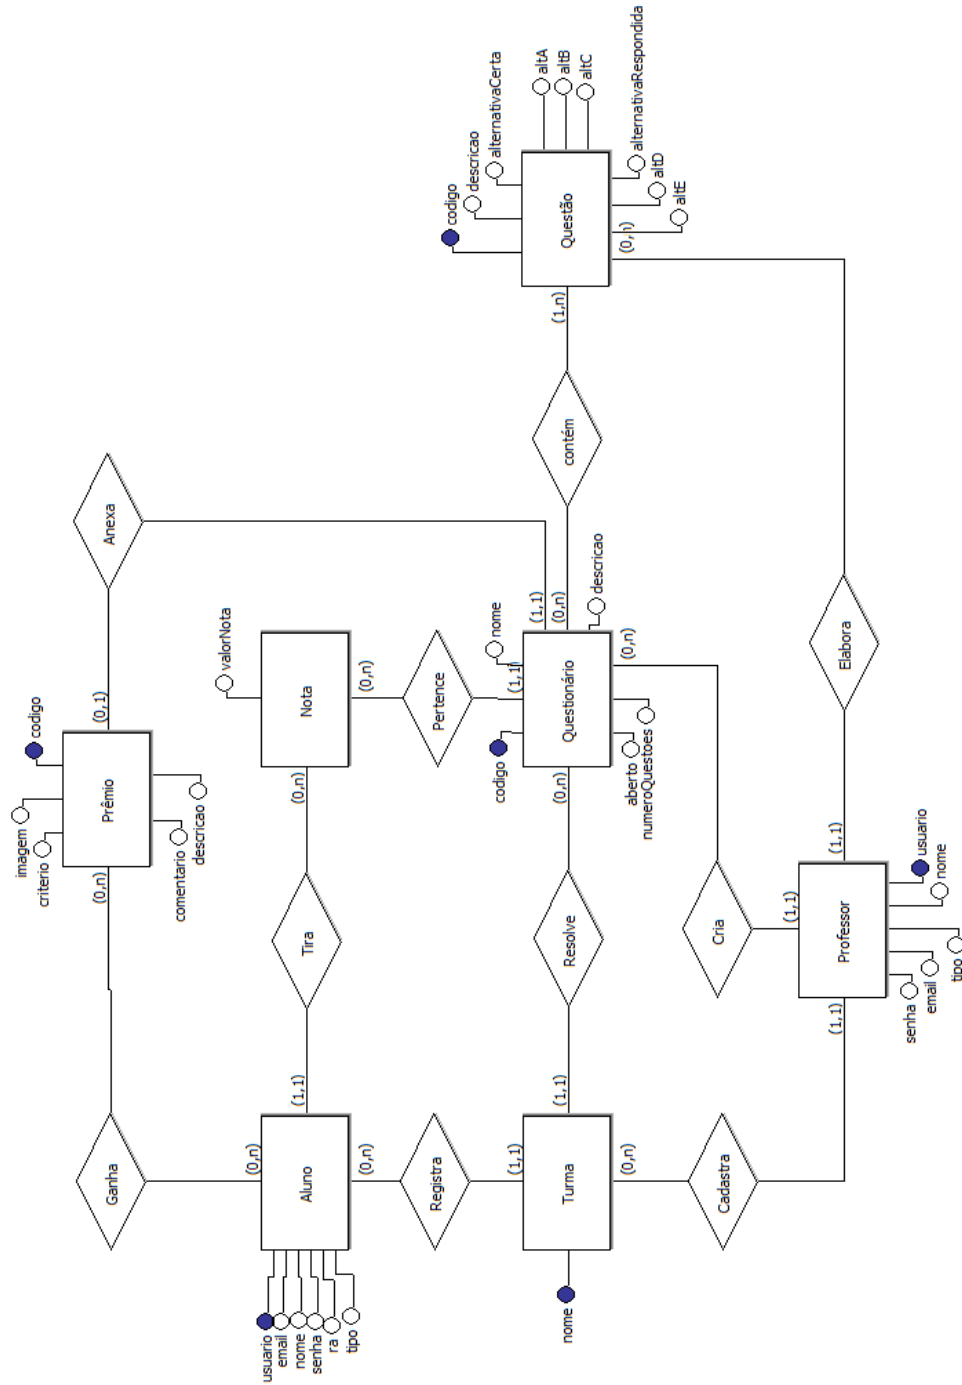 usuario
email
nome
senha
ra
tipo
Aluno
(0,n)
(1,1)
(0,n)
Ganha
(0,n)
Prêmio
imagem
criterio
codigo
comentario
descricao
(0,1)
Anexa
(1,1)
Tira
(0,n)
Nota
valorNota
(0,n)
Pertence
(1,1)
Registra
(1,1)
Turma
nome
(1,1)
(0,n)
Resolve
(0,n)
Questionário
codigo
nome
aberto
numeroQuestoes
descricao
(0,n)
(0,n)
contém
(1,n)
Questão
codigo
descricao
alternativaCerta
altA
altB
altC
alternativaRespondida
altD
altE
(0,n)
Cadastra
(1,1)
Professor
senha
email
tipo
nome
usuario
(1,1)
Cria
(1,1)
Elabora